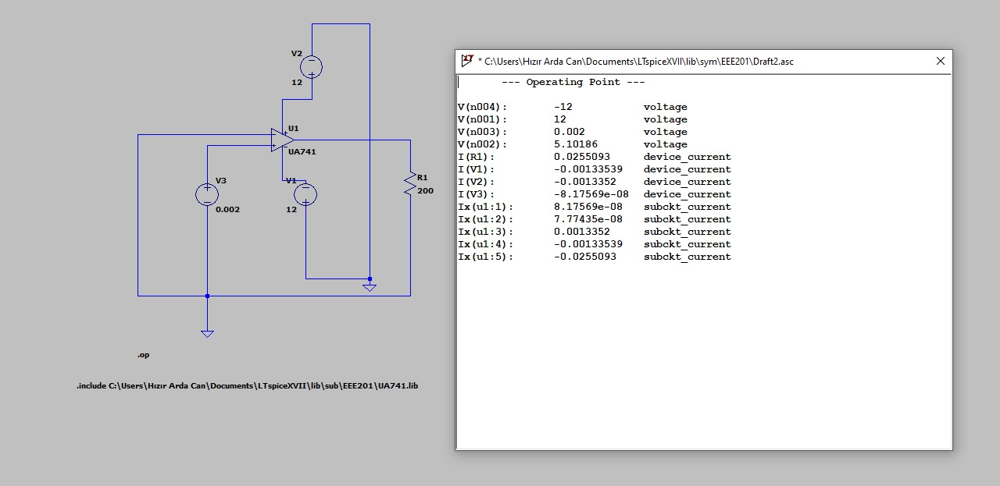 V2
12
U1
UA741
V3
0.002
V1
12
R1
200
.op
.include C:\Users\Hızır Arda Can\Documents\LTspiceXVII\lib\sub\EEE201\UA741.lib
* C:\Users\Hızır Arda Can\Documents\LTspiceXVII\lib\sym\EEE201\Draft2.asc
--- Operating Point ---
V(n004): -12 voltage
V(n001): 12 voltage
V(n003): 0.002 voltage
V(n002): 5.10186 voltage
I(R1): 0.0255093 device_current
I(V1): -0.00133539 device_current
I(V2): -0.0013352 device_current
I(V3): -8.17569e-08 device_current
Ix(u1:1): 8.17569e-08 subckt_current
Ix(u1:2): 7.77435e-08 subckt_current
Ix(u1:3): 0.0013352 subckt_current
Ix(u1:4): -0.00133539 subckt_current
Ix(u1:5): -0.0255093 subckt_current